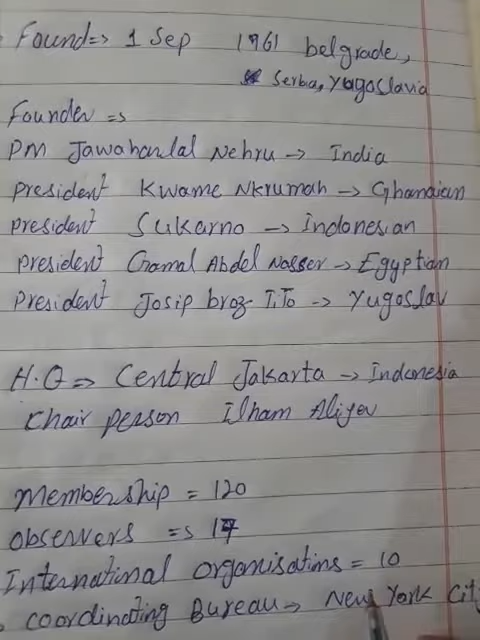 Found => 1 Sep 1961 belgrade,
Serba, Yugoslavia
Founder =>
PM Jawaharlal Nehru → India
President Kwame Nkrumah → Ghanaian
President Sukarno → Indonesian
President Gamal Abdel Nasser → Egyptian
President Josip broz TiTo → Yugoslav
H.Q => Central Jakarta → Indonesia
Chair person Ilham Aliyev
Membership = 120
Observers => 17
International organisations = 10
coordinating Bureau → New York City